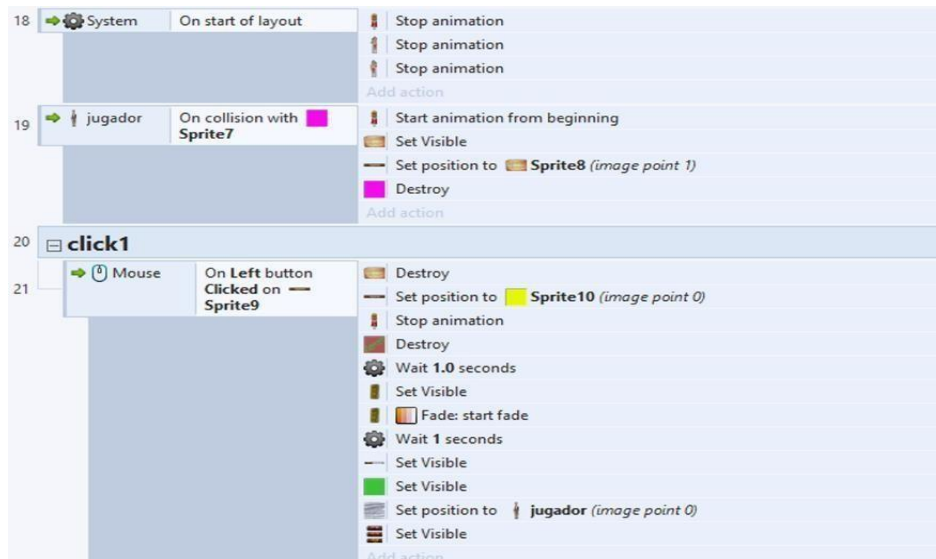 18 System On start of layout Stop animation
Stop animation
Stop animation
Add action
19 jugador On collision with Sprite7 Start animation from beginning
Set Visible
Set position to Sprite8 (image point 1)
Destroy
Add action
20 click1
21 Mouse On Left button Clicked on Sprite9 Destroy
Set position to Sprite10 (image point 0)
Stop animation
Destroy
Wait 1.0 seconds
Set Visible
Fade: start fade
Wait 1 seconds
Set Visible
Set Visible
Set position to jugador (image point 0)
Set Visible
Add action